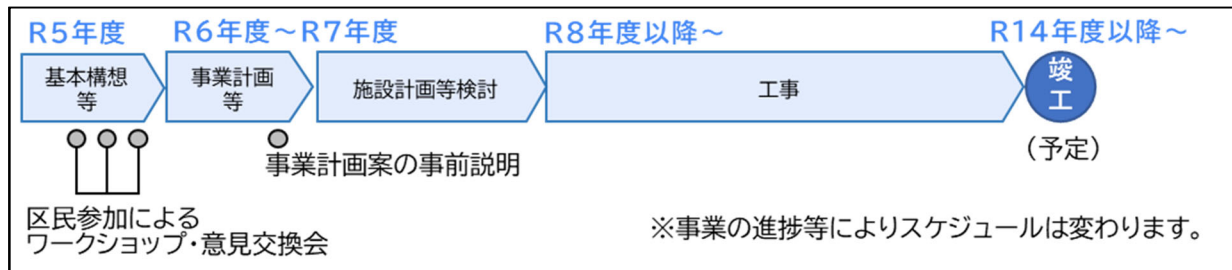 R5年度
R6年度～R7年度
R8年度以降～
R14年度以降～
基本構想
等
事業計画
等
施設計画等検討
工事
竣
工
(予定)
事業計画案の事前説明
区民参加による
ワークショップ・意見交換会
※事業の進捗等によりスケジュールは変わります。